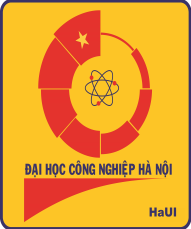 ĐẠI HỌC CÔNG NGHIỆP HÀ NỘI
HaUI